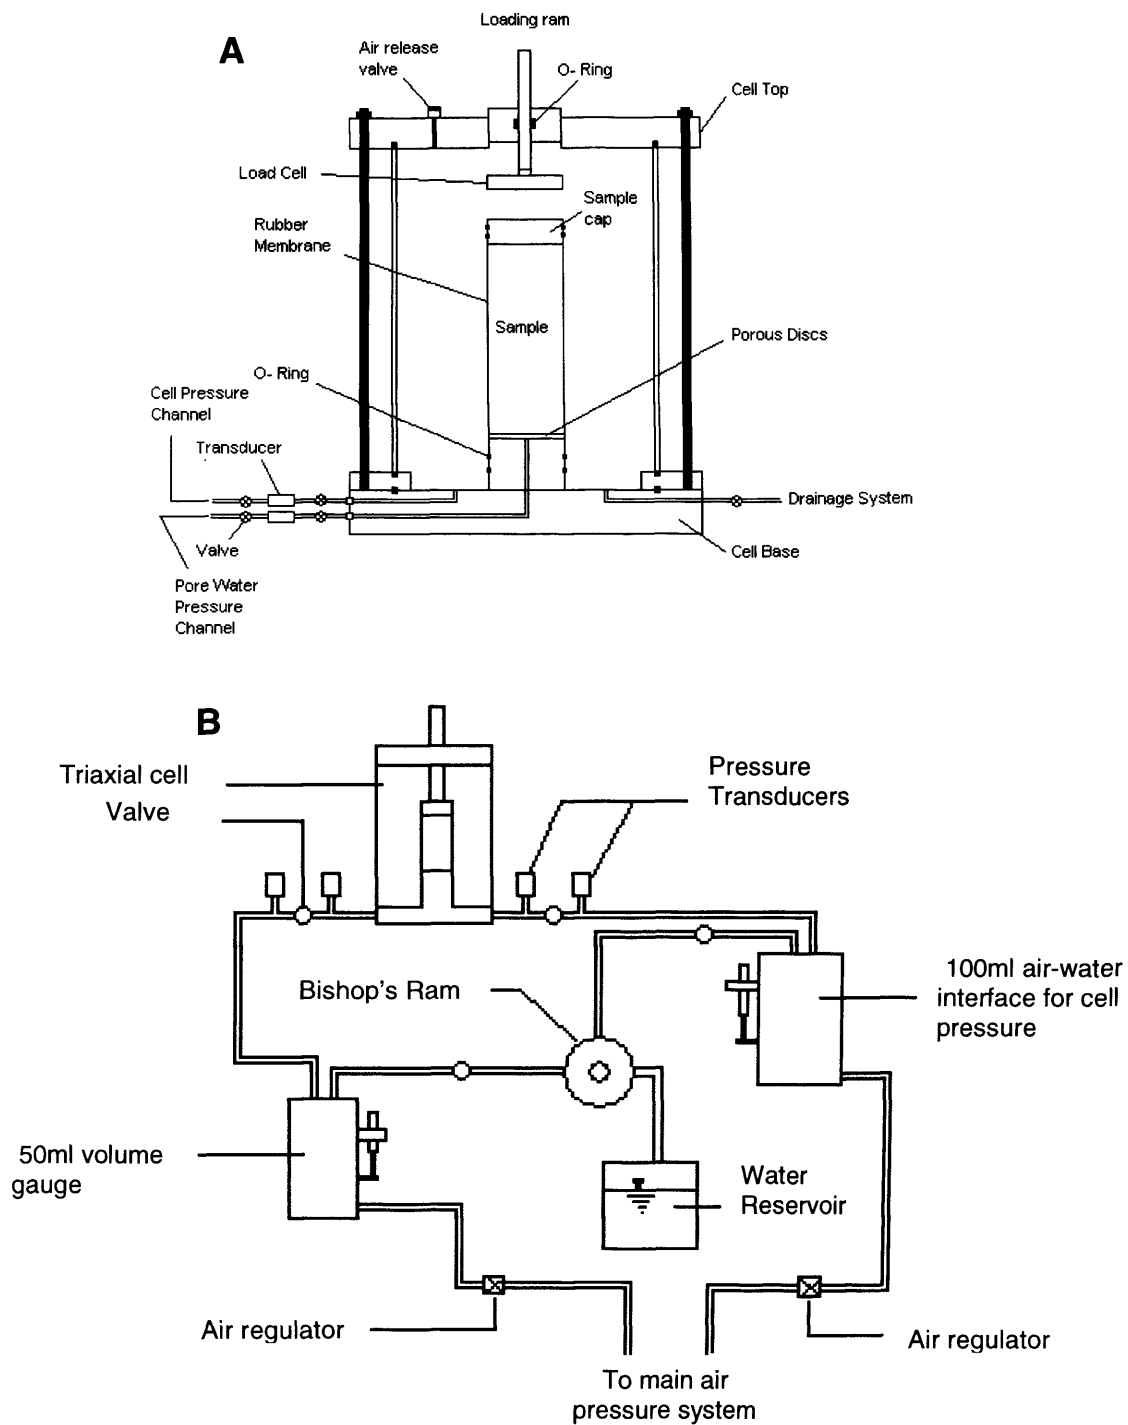 A
Loading ram
Air release
valve
O- Ring
Cell Top
Load Cell
Sample
cap
Rubber
Membrane
Sample
Porous Discs
O- Ring
Cell Pressure
Channel
Transducer
Drainage System
Valve
Cell Base
Pore Water
Pressure
Channel
B
Triaxial cell
Valve
Pressure
Transducers
Bishop's Ram
100ml air-water
interface for cell
pressure
50ml volume
gauge
Water
Reservoir
Air regulator
Air regulator
To main air
pressure system